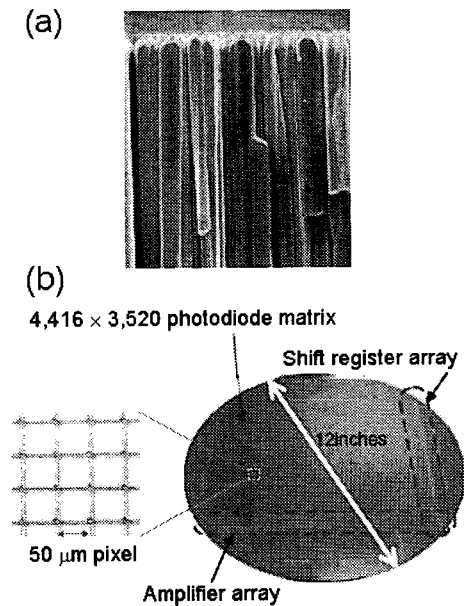 (a)
(b)
4,416 × 3,520 photodiode matrix
Shift register array
12inches
50 μm pixel
Amplifier array